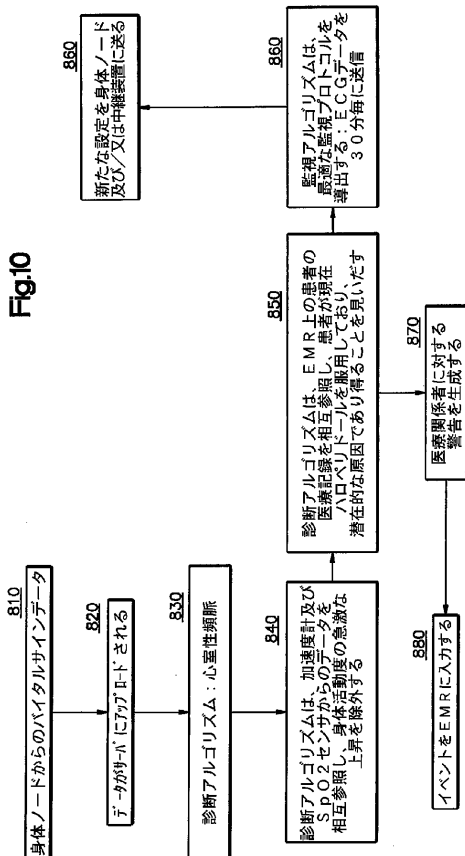 Fig.10
810
身体ノードからのバイタルサインデータ
820
データがサーバにアップロードされる
830
診断アルゴリズム：心室性頻脈
840
診断アルゴリズムは、加速度計及び
SpO2センサからのデータを
相互参照し、身体活動度の急激な
上昇を除外する
850
診断アルゴリズムは、EMR上の患者の
医療記録を相互参照し、患者が現在
ハロペリドールを服用しており、
潜在的な原因であり得ることを見いだす
860
監視アルゴリズムは、
最適な監視プロトコルを
導出する：ECGデータを
30分毎に送信
860
新たな設定を身体ノード
及び／又は中継装置に送る
870
医療関係者に対する
警告を生成する
880
イベントをEMRに入力する